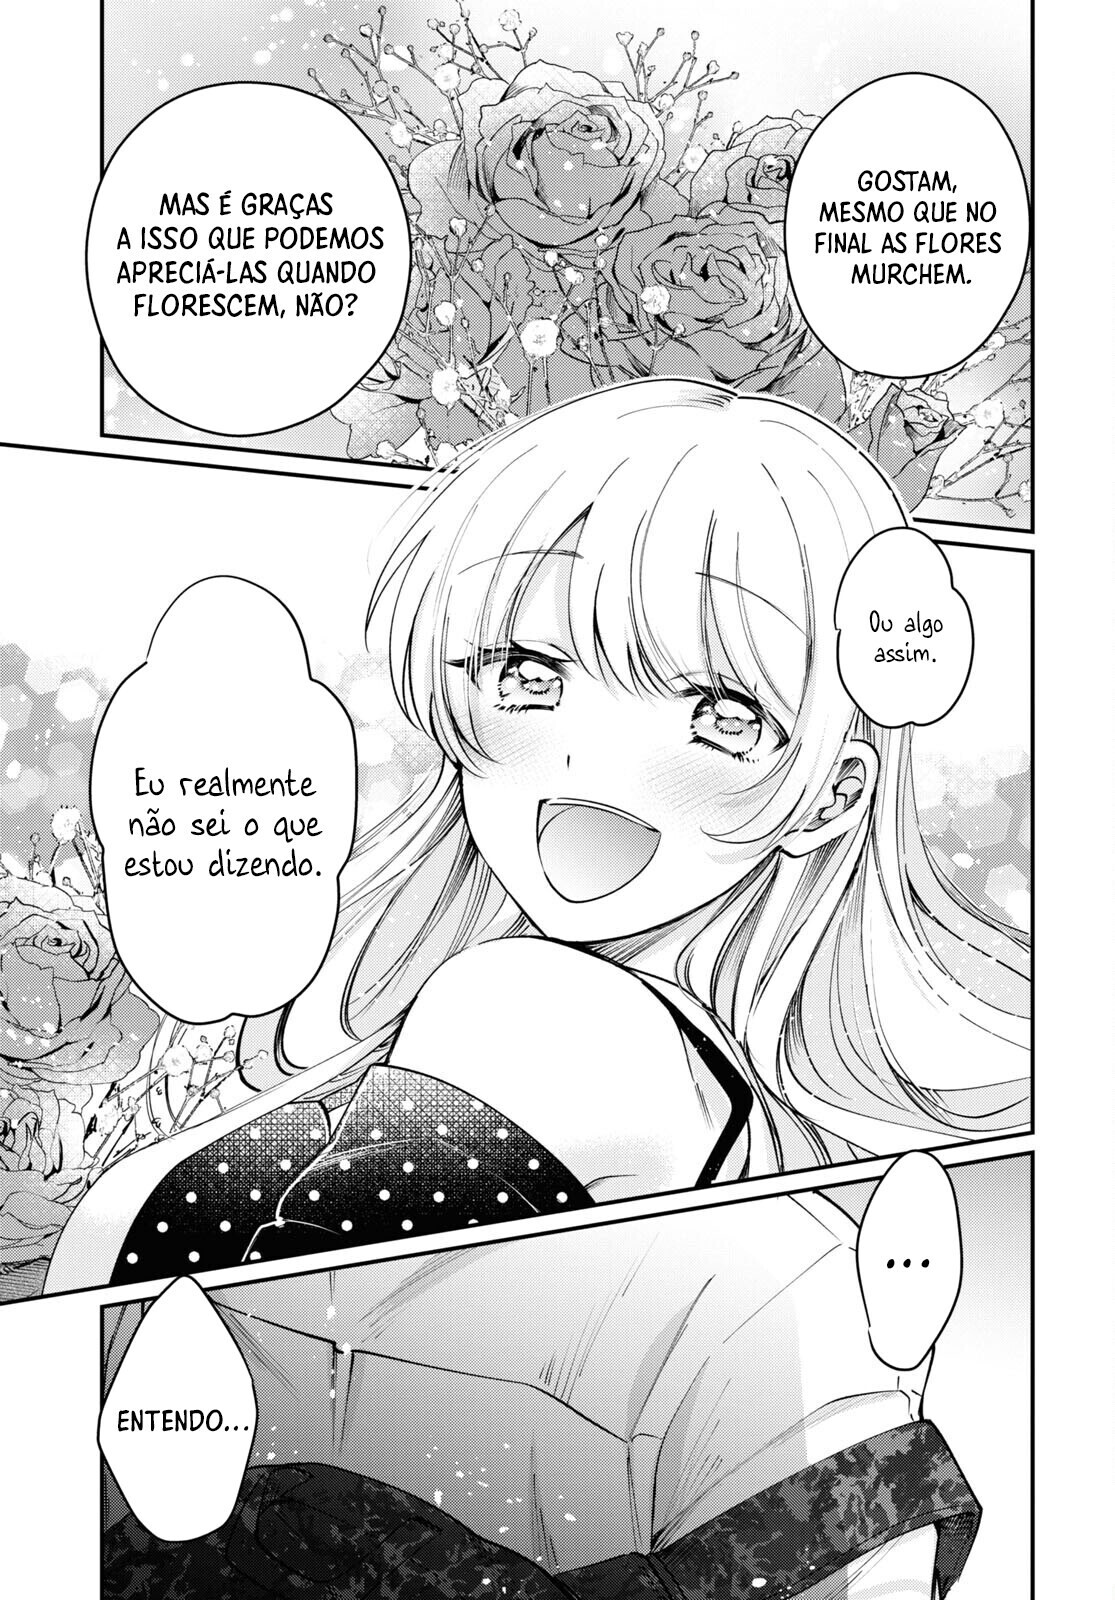 GOSTAM,
MESMO QUE NO
FINAL AS FLORES
MURCHEM.
MAS É GRAÇAS
A ISSO QUE PODEMOS
APRECIÁ-LAS QUANDO
FLORESCEM, NÃO?
Ou algo
assim.
Eu realmente
não sei o que
estou dizendo.
...
ENTENDO...